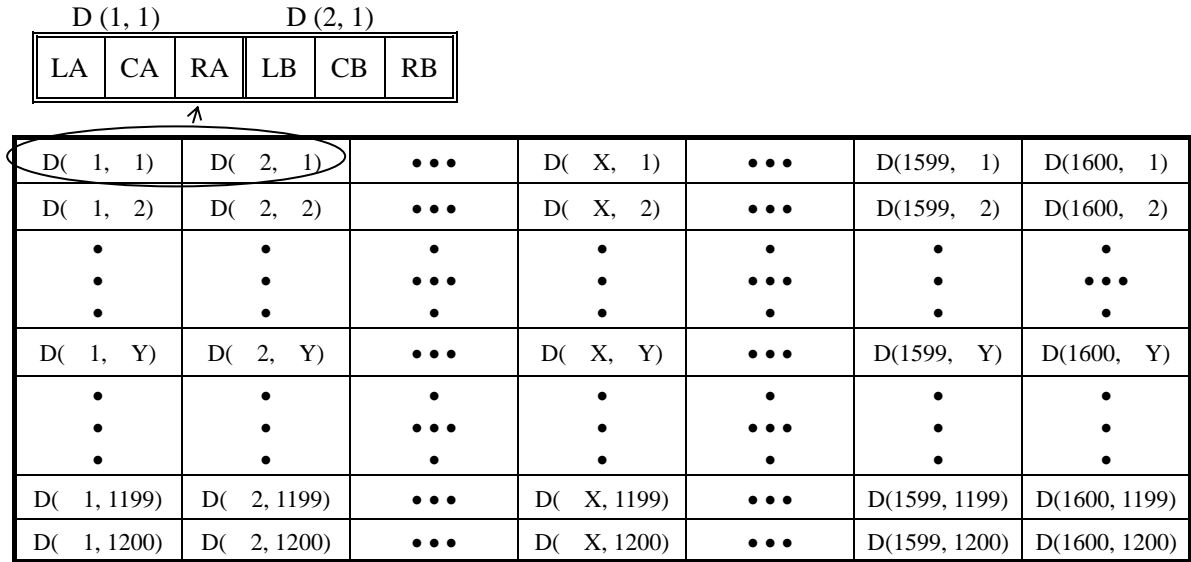 D (1, 1) D (2, 1)
LA CA RA LB CB RB
D( 1, 1) D( 2, 1) ••• D( X, 1) ••• D(1599, 1) D(1600, 1)
D( 1, 2) D( 2, 2) ••• D( X, 2) ••• D(1599, 2) D(1600, 2)
• • • • • • •
• • ••• • ••• • •••
• • • • • • •
D( 1, Y) D( 2, Y) ••• D( X, Y) ••• D(1599, Y) D(1600, Y)
• • • • • • •
• • ••• • ••• • •
• • • • • • •
D( 1, 1199) D( 2, 1199) ••• D( X, 1199) ••• D(1599, 1199) D(1600, 1199)
D( 1, 1200) D( 2, 1200) ••• D( X, 1200) ••• D(1599, 1200) D(1600, 1200)